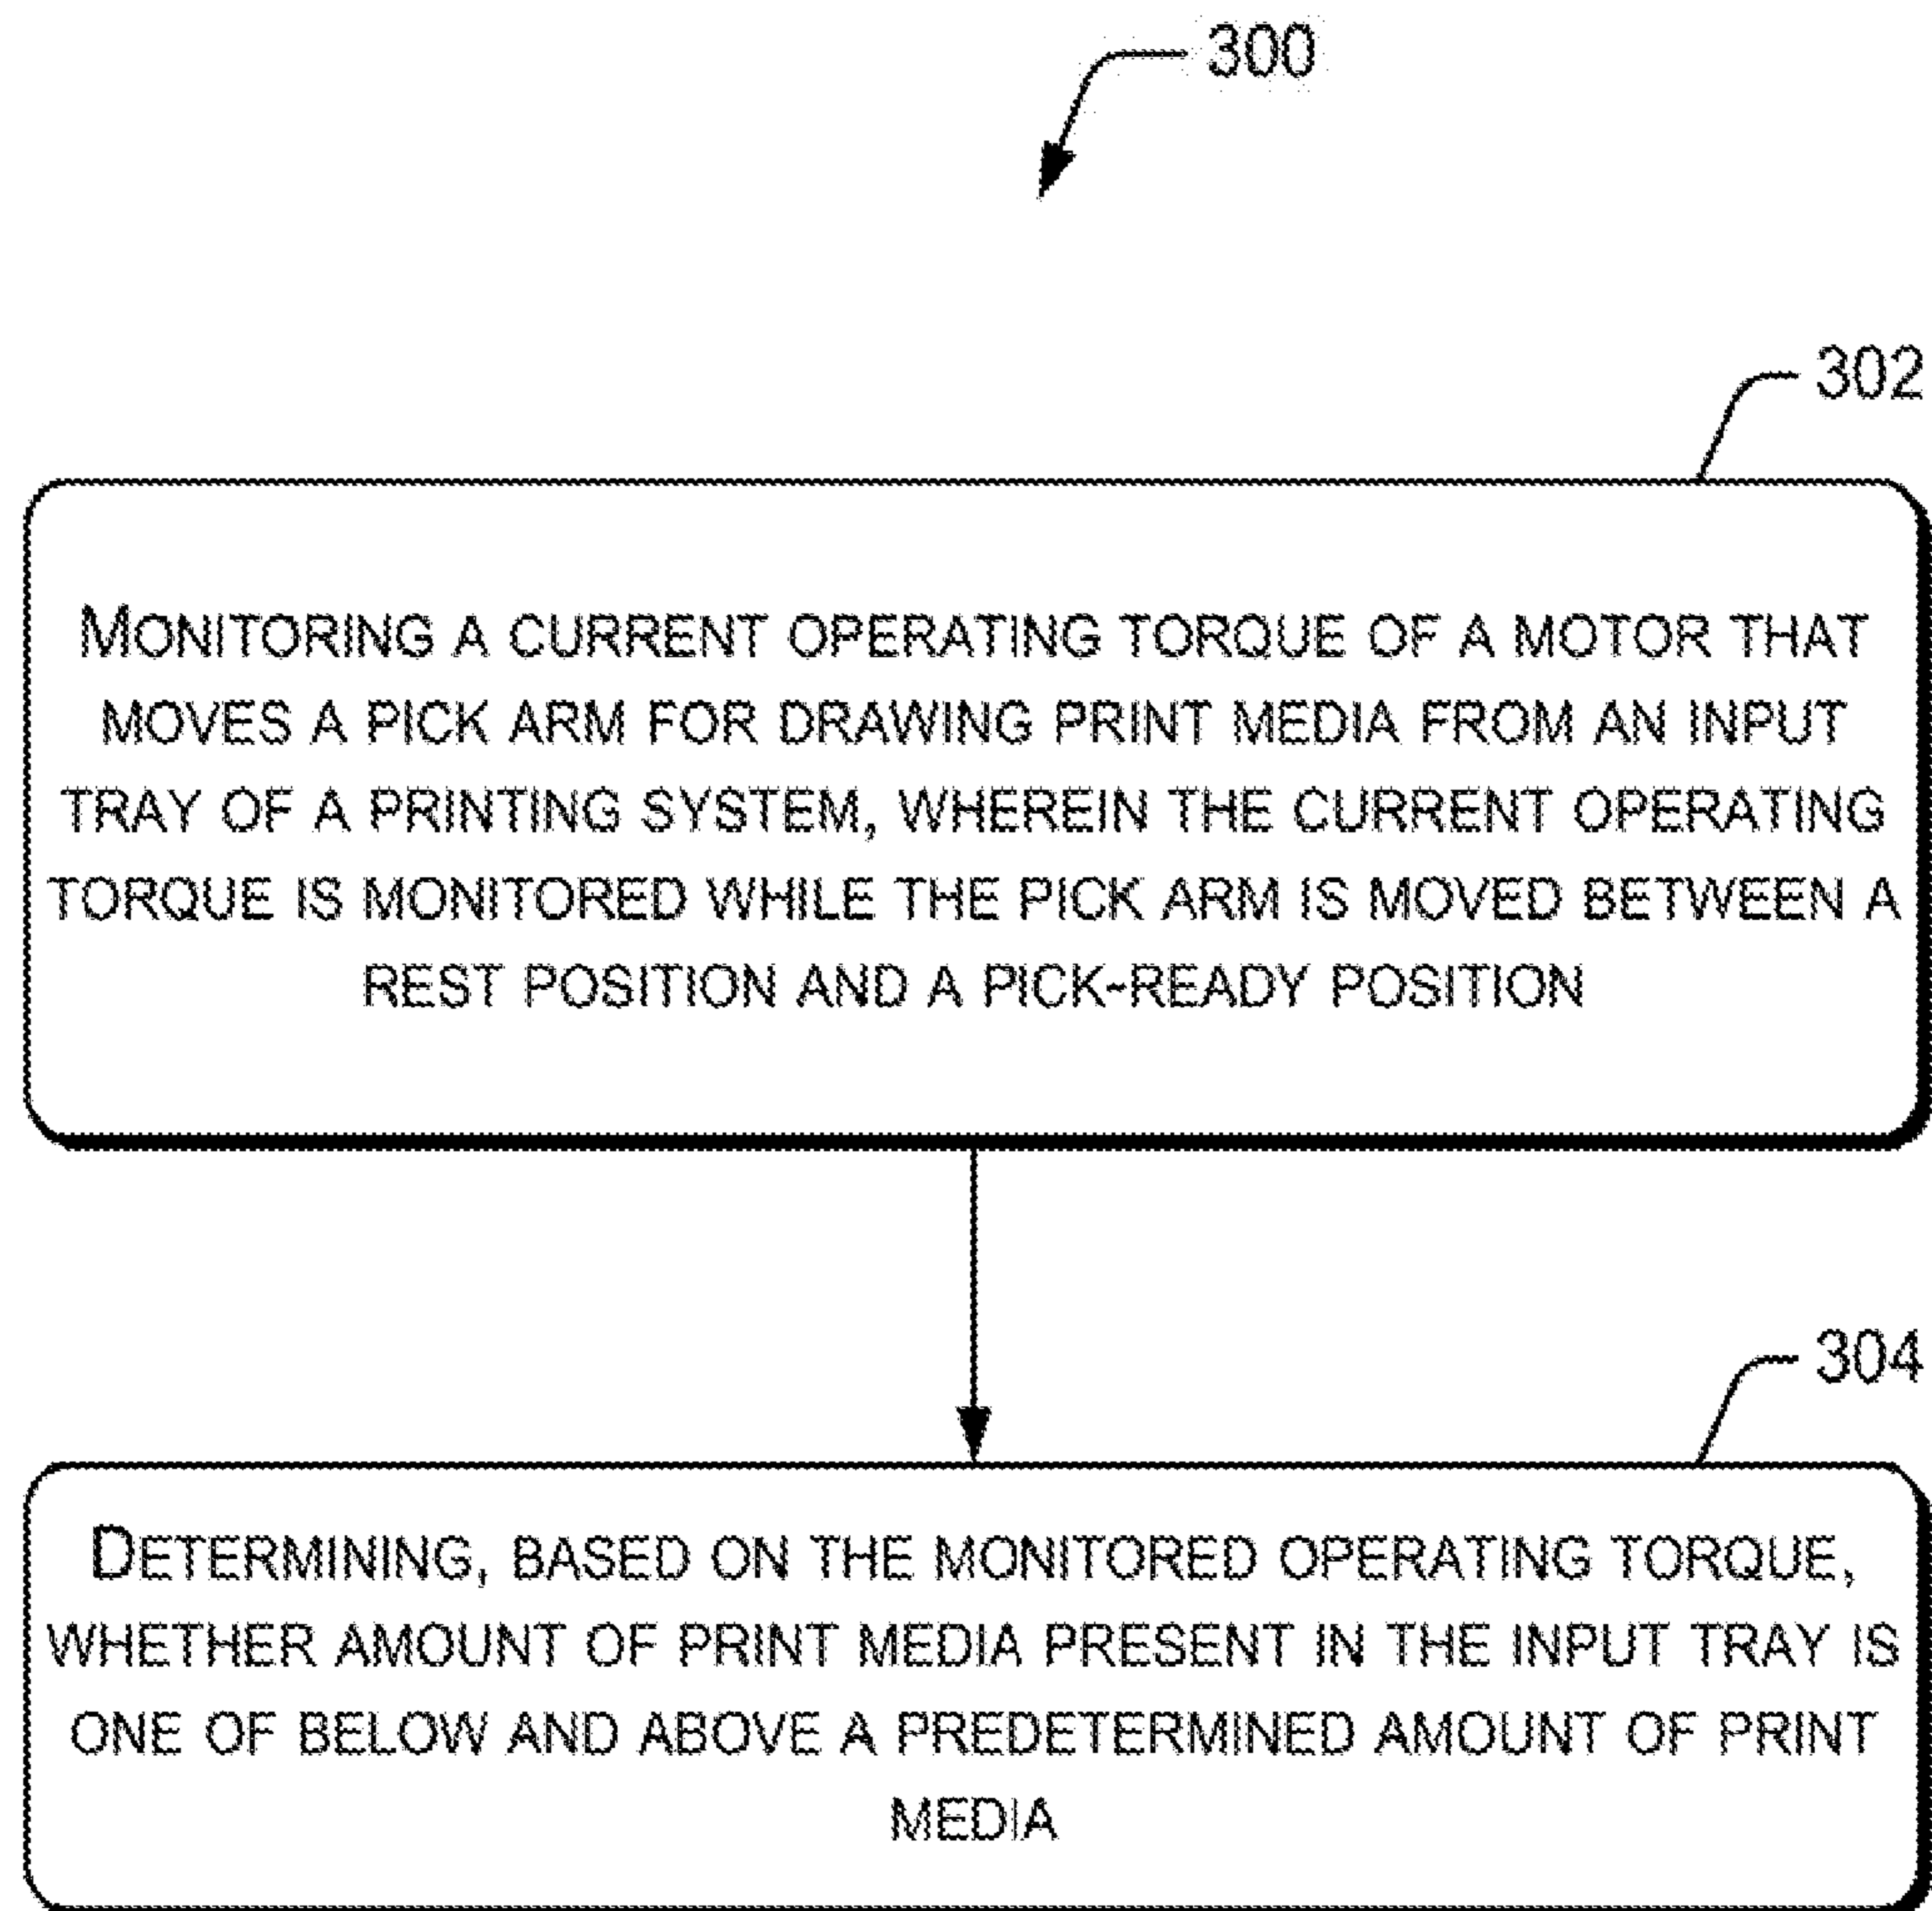 300
302
MONITORING A CURRENT OPERATING TORQUE OF A MOTOR THAT
MOVES A PICK ARM FOR DRAWING PRINT MEDIA FROM AN INPUT
TRAY OF A PRINTING SYSTEM, WHEREIN THE CURRENT OPERATING
TORQUE IS MONITORED WHILE THE PICK ARM IS MOVED BETWEEN A
REST POSITION AND A PICK-READY POSITION
304
DETERMINING, BASED ON THE MONITORED OPERATING TORQUE,
WHETHER AMOUNT OF PRINT MEDIA PRESENT IN THE INPUT TRAY IS
ONE OF BELOW AND ABOVE A PREDETERMINED AMOUNT OF PRINT
MEDIA